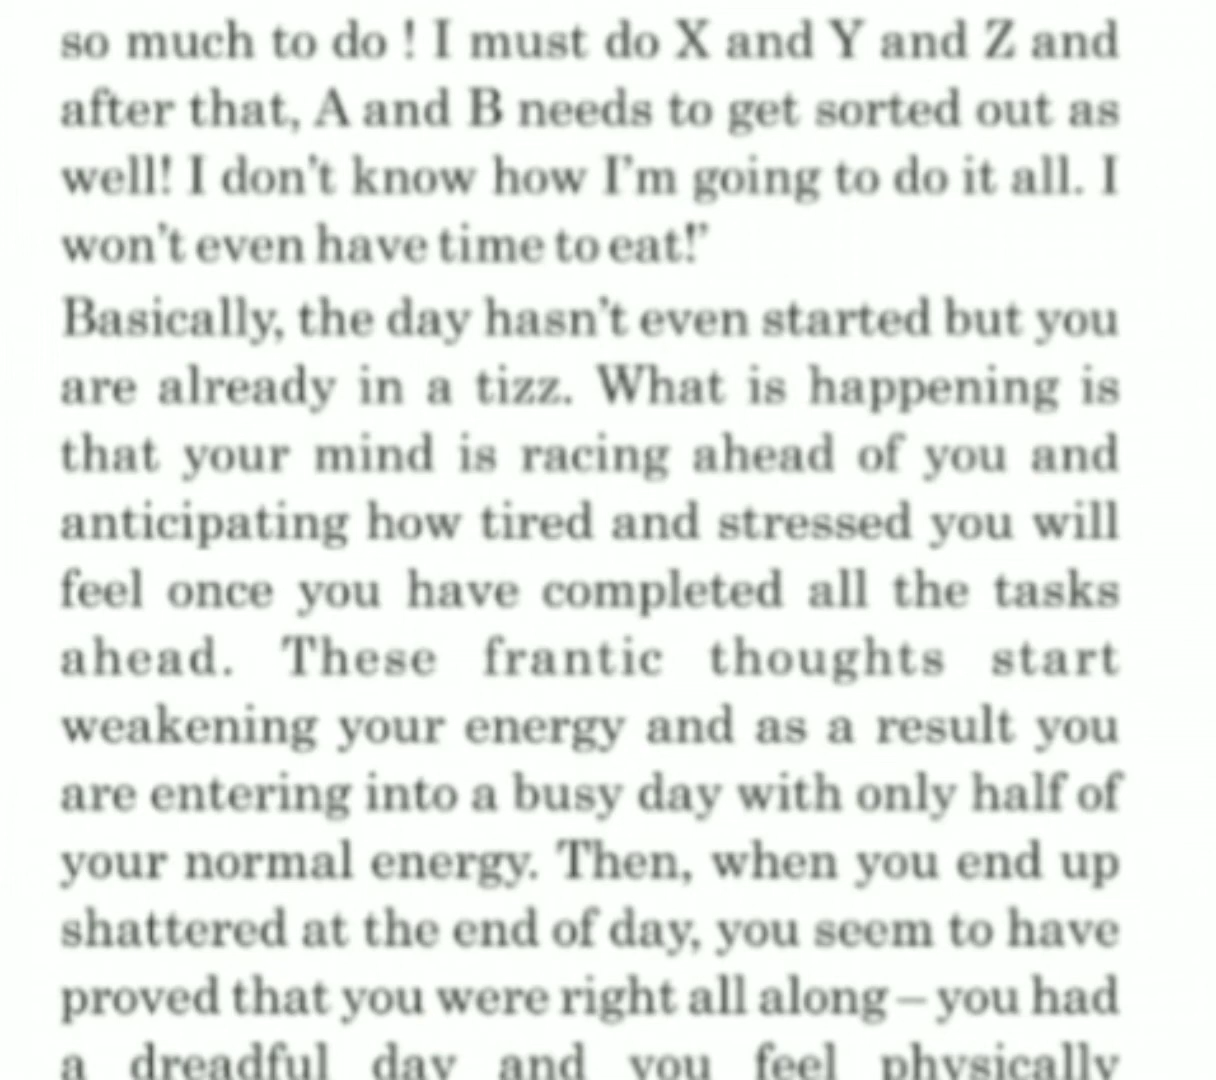 so much to do ! I must do X and Y and Z and
after that, A and B needs to get sorted out as
well! I don't know how I'm going to do it all. I
won't even have time to eat!'
Basically, the day hasn't even started but you
are already in a tizz. What is happening is
that your mind is racing ahead of you and
anticipating how tired and stressed you will
feel once you have completed all the tasks
ahead. These frantic thoughts start
weakening your energy and as a result you
are entering into a busy day with only half of
your normal energy. Then, when you end up
shattered at the end of day, you seem to have
proved that you were right all along – you had
a dreadful day and you feel physically